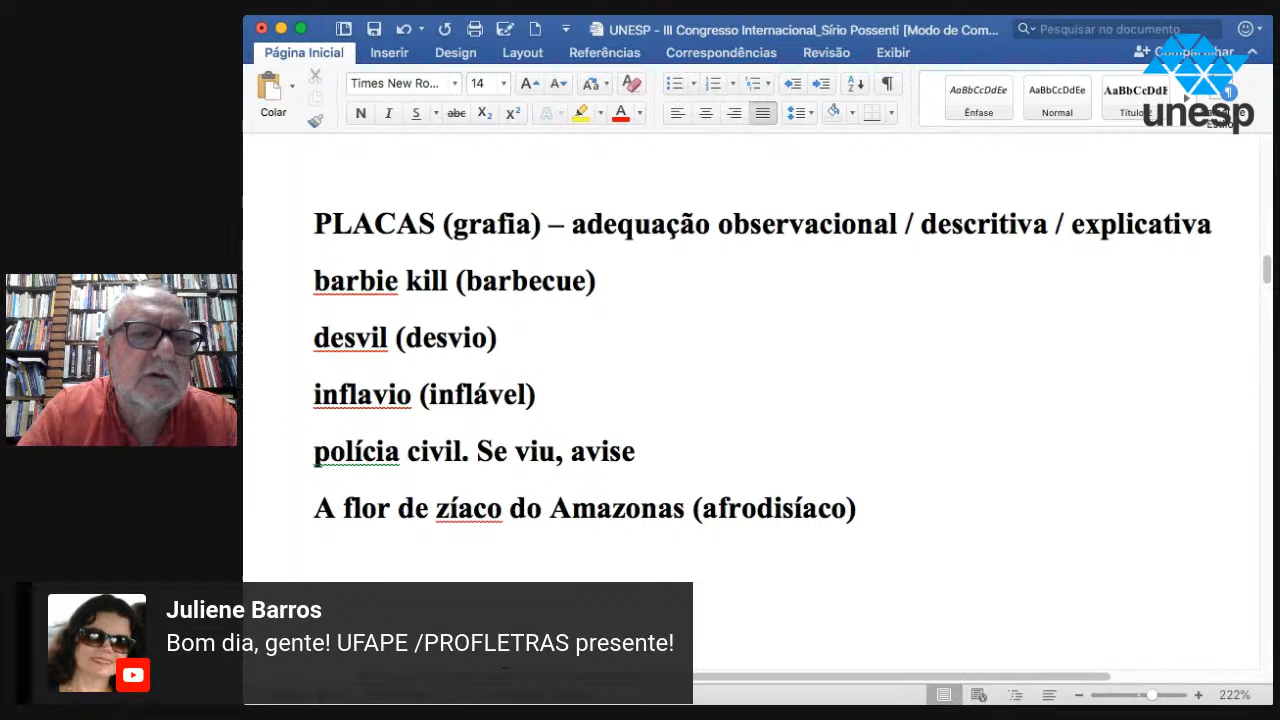 UNESP - III Congresso Internacional_Sírio Possenti [Modo de Com...
Pesquisar no documento
Página Inicial
Inserir
Design
Layout
Referências
Correspondências
Revisão
Exibir
Compartilhar
Colar
Times New Ro...
14
N I S abc X₂ X²
AaBbCcDdEe
Ênfase
AaBbCcDdEe
Normal
AaBbCcDdE
Título
unesp
PLACAS (grafia) – adequação observacional / descritiva / explicativa
barbie kill (barbecue)
desvil (desvio)
inflavio (inflável)
polícia civil. Se viu, avise
A flor de zíaco do Amazonas (afrodisíaco)
Juliene Barros
Bom dia, gente! UFAPE /PROFLETRAS presente!
222%